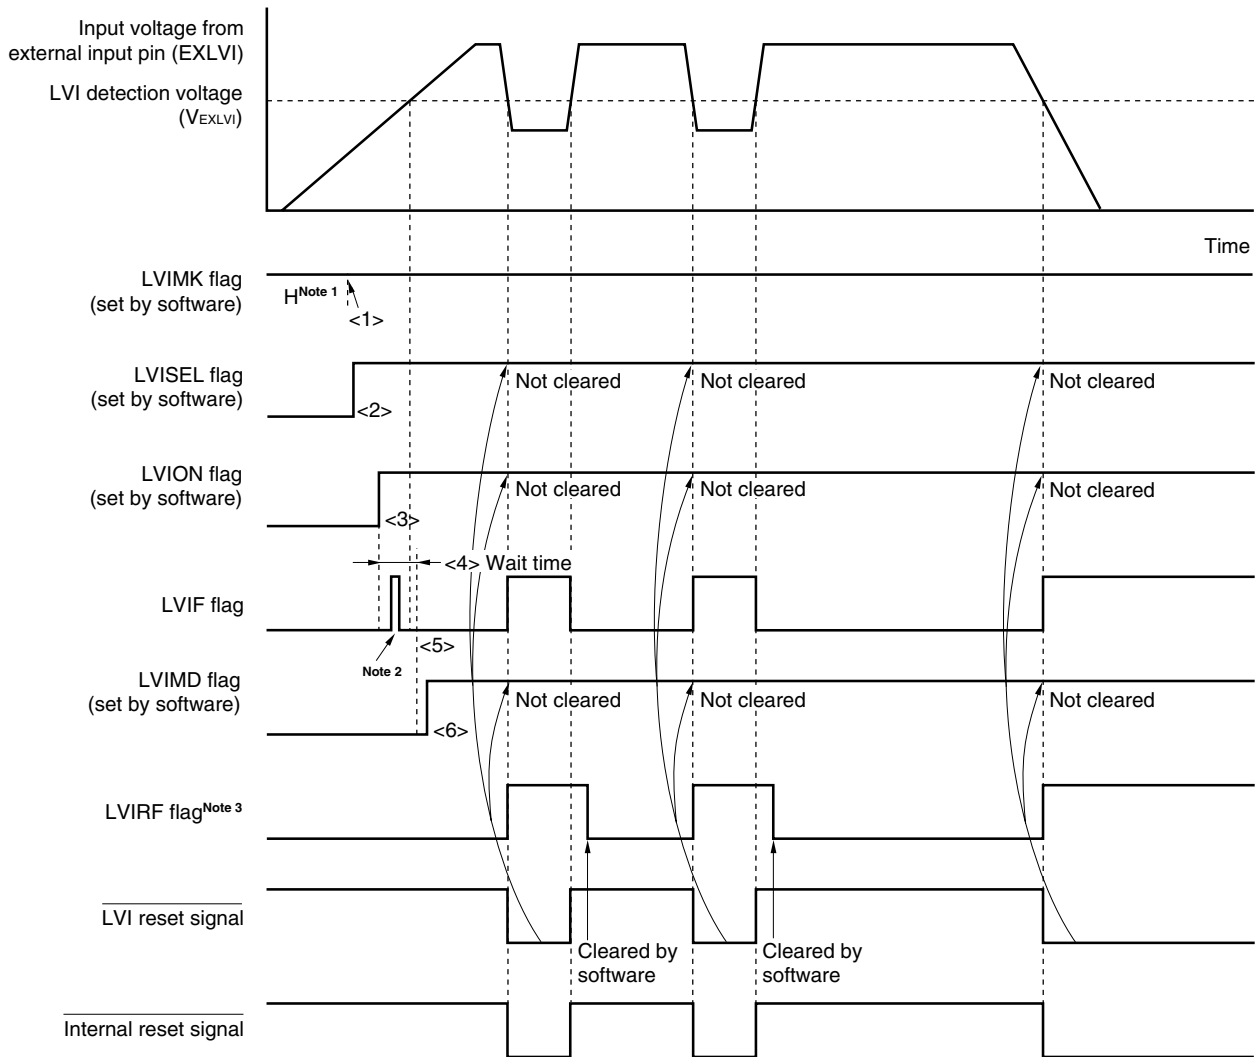 Input voltage from
external input pin (EXLVI)
LVI detection voltage
(VEXLVI)
Time
LVIMK flag
(set by software)
HNote 1
<1>
LVISEL flag
(set by software)
<2>
Not cleared
Not cleared
Not cleared
LVION flag
(set by software)
<3>
Not cleared
Not cleared
Not cleared
<4> Wait time
LVIF flag
Note 2
<5>
LVIMD flag
(set by software)
<6>
Not cleared
Not cleared
Not cleared
LVIRF flagNote 3
LVI reset signal
Cleared by
software
Cleared by
software
Internal reset signal